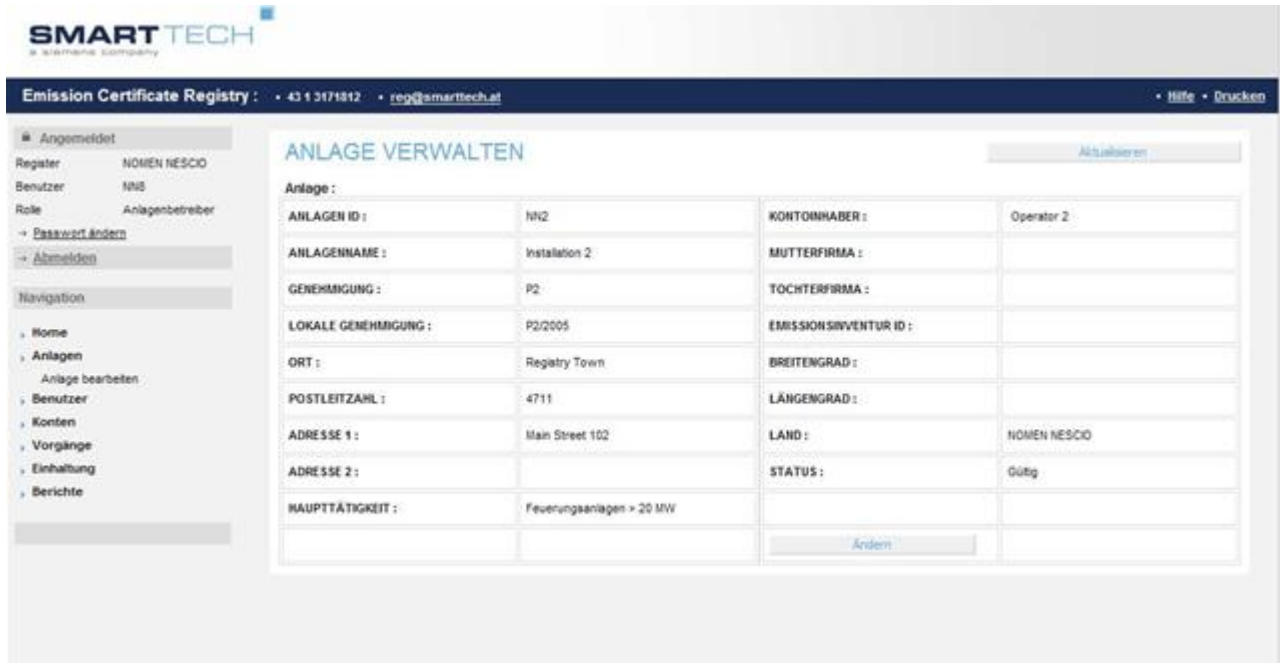 SMART TECH
a siemens company
Emission Certificate Registry : • 43 1 3171812 • reg@smarttech.at • Hilfe • Drucken
Angemeldet
Register NOMEN NESCIO
Benutzer NN8
Rolle Anlagenbetreiber
→ Passwort ändern
→ Abmelden
Navigation
Home
Anlagen
Anlage bearbeiten
Benutzer
Konten
Vorgänge
Einhaltung
Berichte
ANLAGE VERWALTEN Aktualisieren
Anlage :
ANLAGEN ID : NN2 KONTOINHABER : Operator 2
ANLAGENNAME : Installation 2 MUTTERFIRMA :
GENEHMIGUNG : P2 TOCHTERFIRMA :
LOKALE GENEHMIGUNG : P2/2005 EMISSIONSINVENTUR ID :
ORT : Registry Town BREITENGRAD :
POSTLEITZAHL : 4711 LÄNGENGRAD :
ADRESSE 1 : Main Street 102 LAND : NOMEN NESCIO
ADRESSE 2 : STATUS : Gültig
HAUPTTÄTIGKEIT : Feuerungsanlagen > 20 MW
Ändern